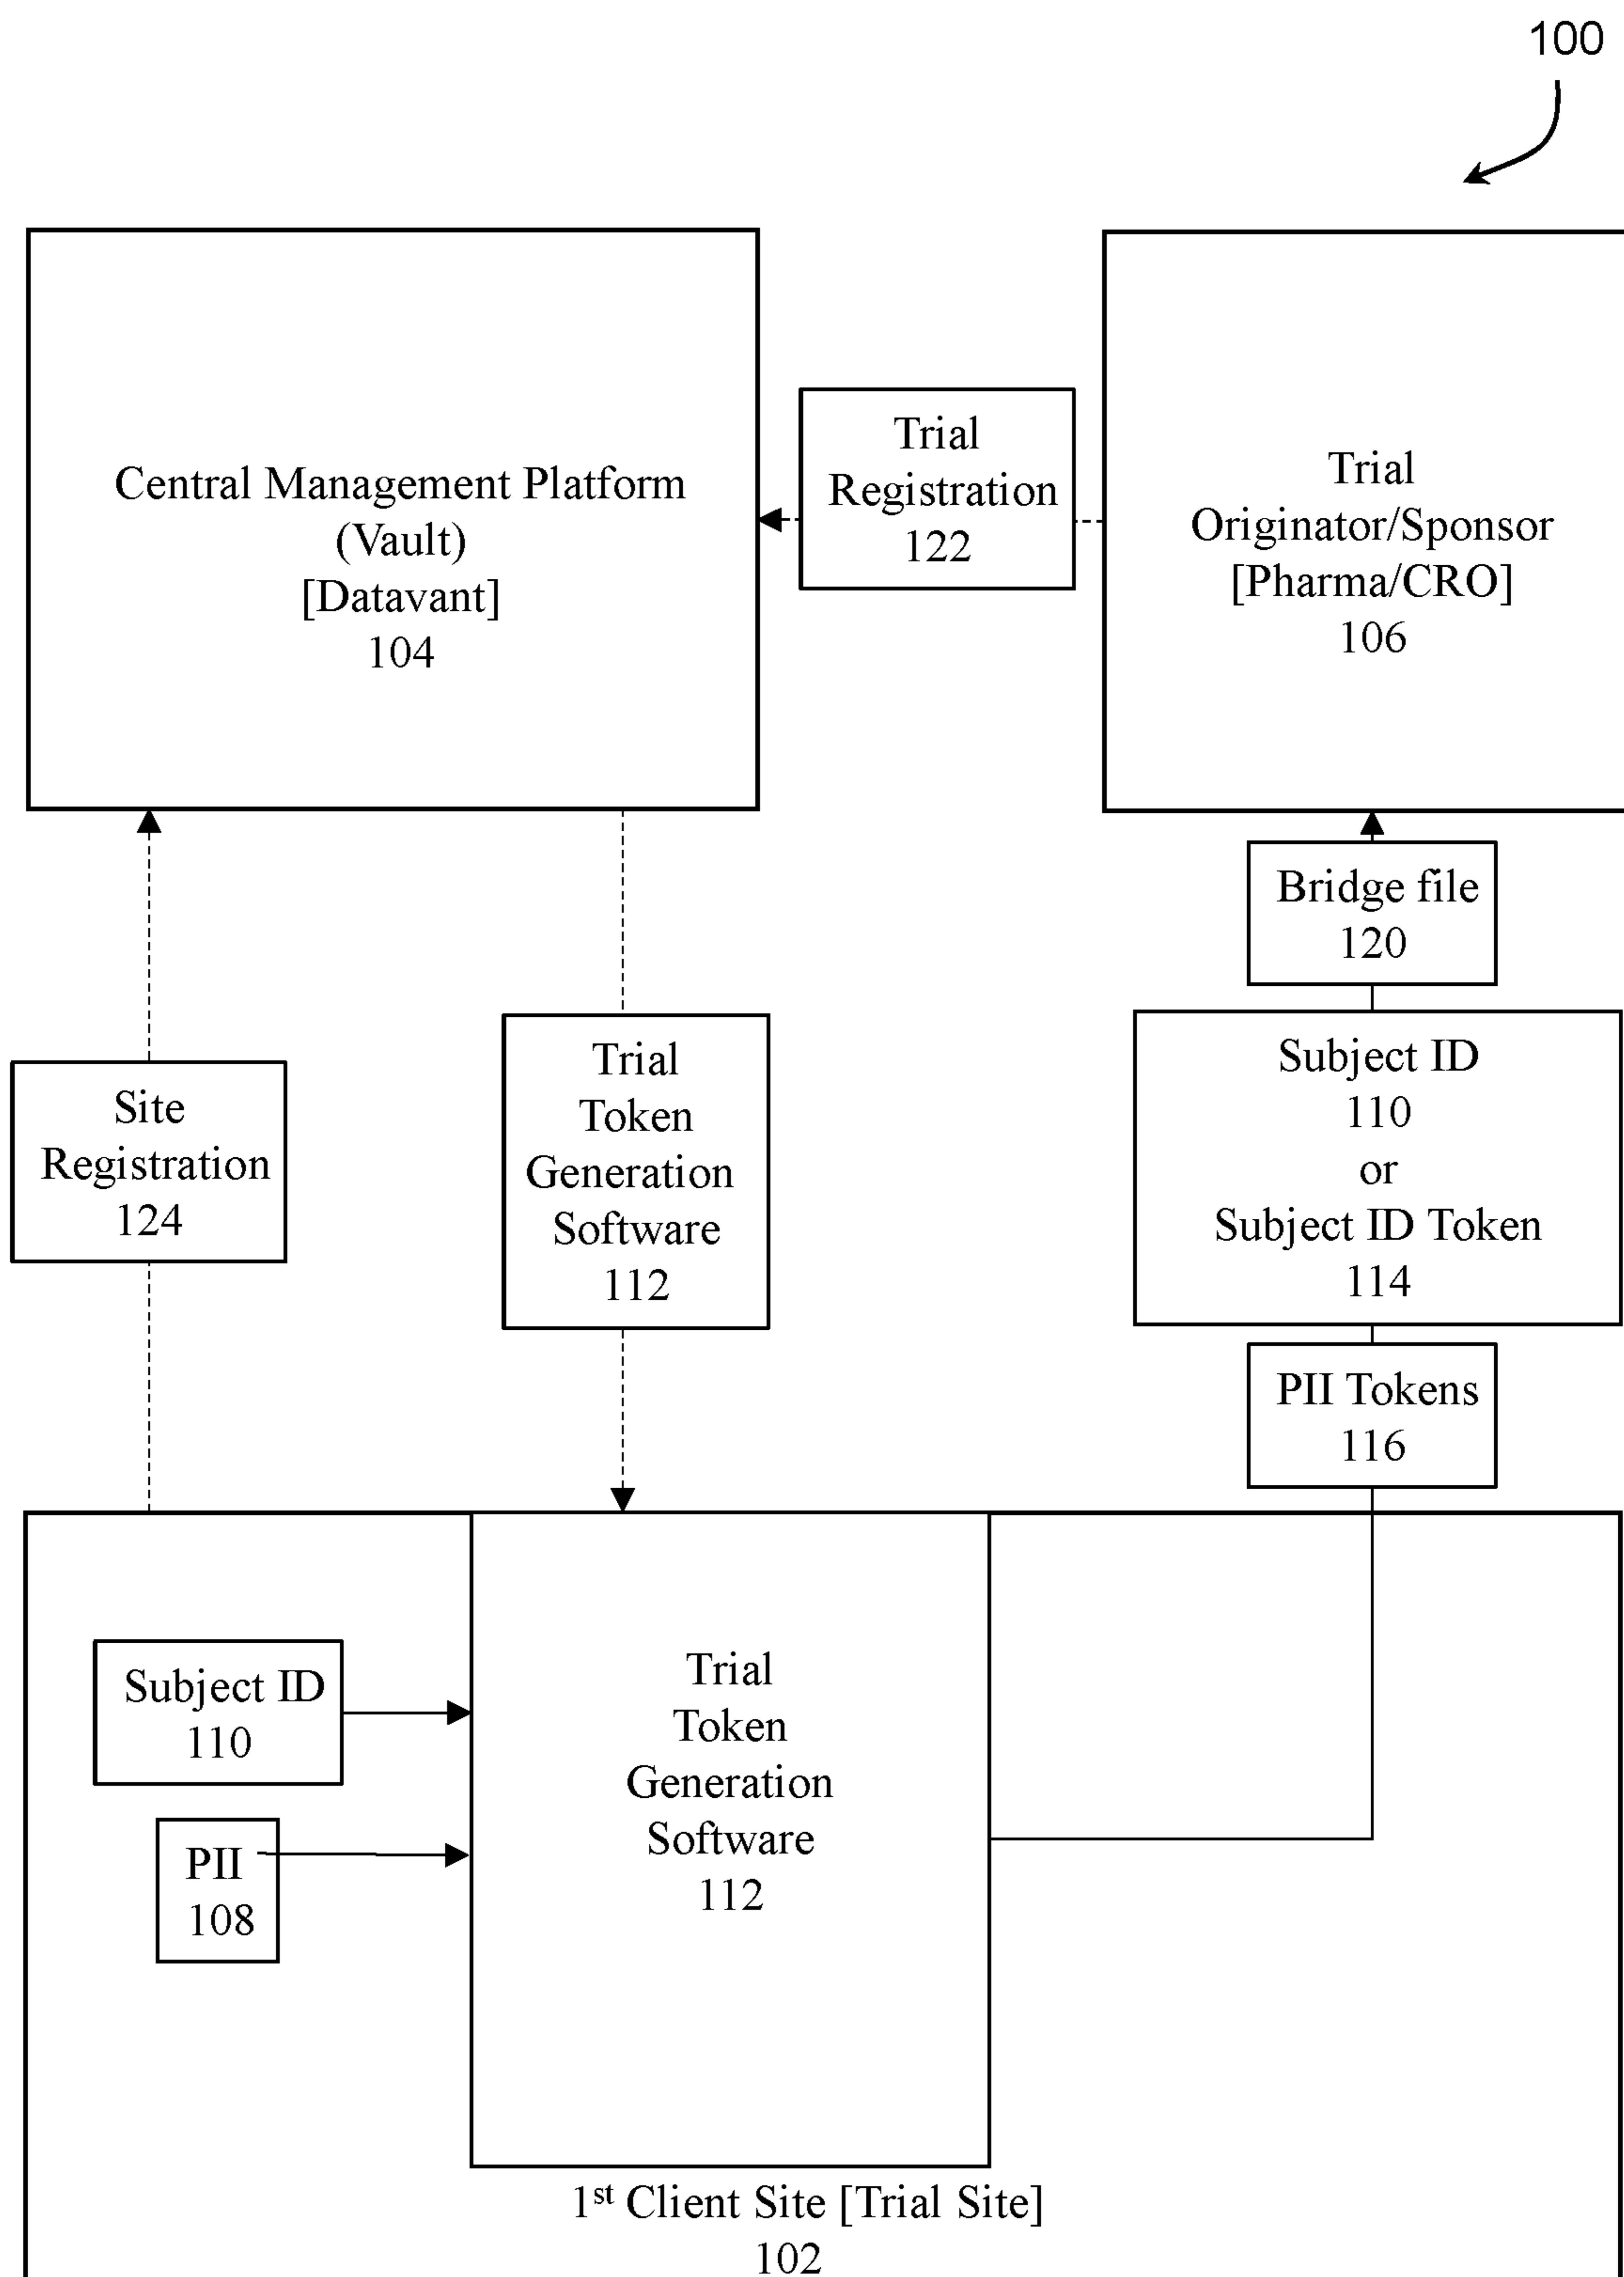 100
Central Management Platform
(Vault)
[Datavant]
104
Trial
Registration
122
Trial
Originator/Sponsor
[Pharma/CRO]
106
Bridge file
120
Site
Registration
124
Trial
Token
Generation
Software
112
Subject ID
110
or
Subject ID Token
114
PII Tokens
116
Subject ID
110
PII
108
Trial
Token
Generation
Software
112
1st Client Site [Trial Site]
102